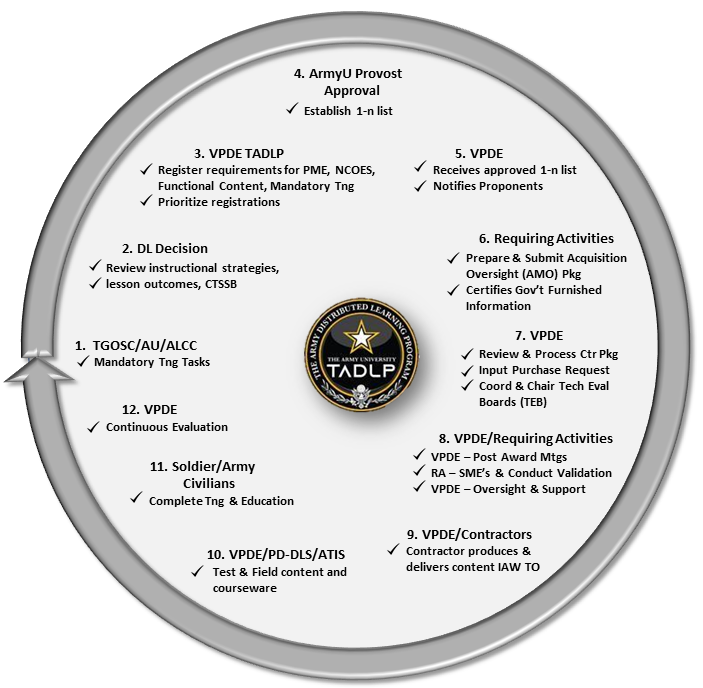 4. ArmyU Provost
Approval
✓ Establish 1-n list
3. VPDE TADLP
✓ Register requirements for PME, NCOES,
Functional Content, Mandatory Tng
✓ Prioritize registrations
5. VPDE
✓ Receives approved 1-n list
✓ Notifies Proponents
2. DL Decision
✓ Review instructional strategies,
✓ lesson outcomes, CTSSB
6. Requiring Activities
✓ Prepare & Submit Acquisition
Oversight (AMO) Pkg
✓ Certifies Gov't Furnished
Information
1. TGOSC/AU/ALCC
✓ Mandatory Tng Tasks
THE ARMY DISTRIBUTED LEARNING PROGRAM
THE ARMY UNIVERSITY
TADLP
7. VPDE
✓ Review & Process Ctr Pkg
✓ Input Purchase Request
✓ Coord & Chair Tech Eval
Boards (TEB)
12. VPDE
✓ Continuous Evaluation
8. VPDE/Requiring Activities
✓ VPDE – Post Award Mtgs
✓ RA – SME's & Conduct Validation
✓ VPDE – Oversight & Support
11. Soldier/Army
Civilians
✓ Complete Tng & Education
9. VPDE/Contractors
✓ Contractor produces &
delivers content IAW TO
10. VPDE/PD-DLS/ATIS
✓ Test & Field content and
courseware